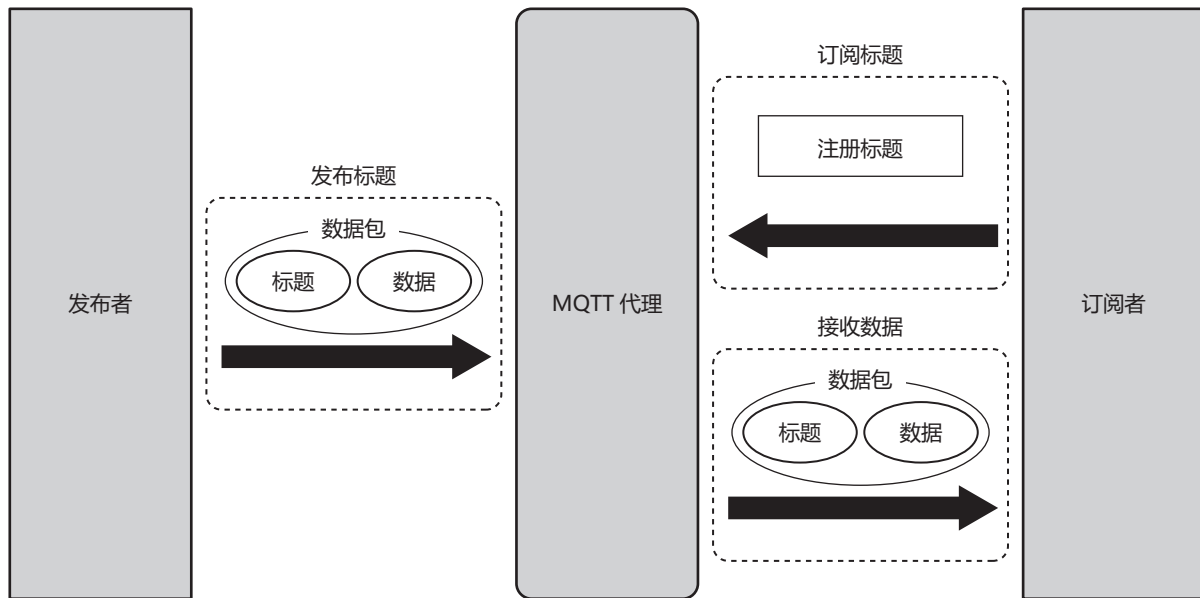 发布者
发布标题
数据包
标题
数据
MQTT 代理
订阅标题
注册标题
接收数据
数据包
标题
数据
订阅者